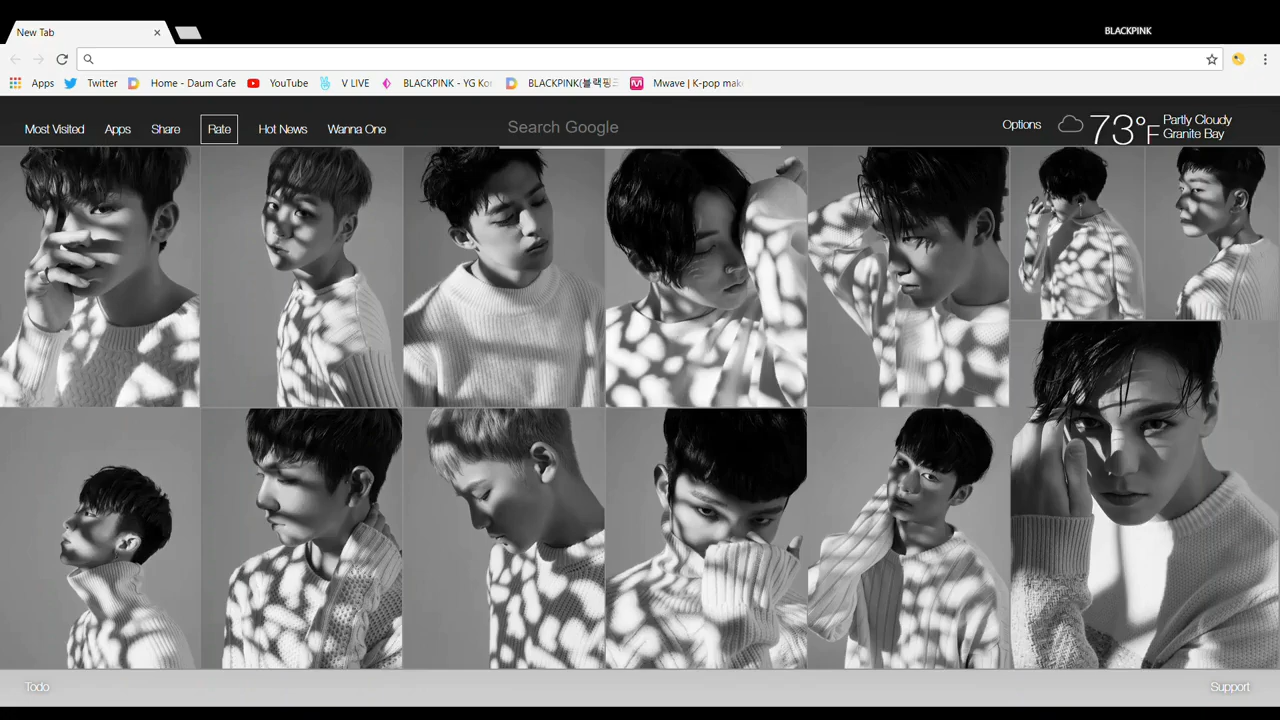 New Tab
BLACKPINK
Apps Twitter Home - Daum Cafe YouTube V LIVE BLACKPINK - YG Ko BLACKPINK(블랙핑 Mwave | K-pop mak
Most Visited Apps Share Rate Hot News Wanna One Search Google Options 73°F Partly Cloudy
Granite Bay
Todo Support